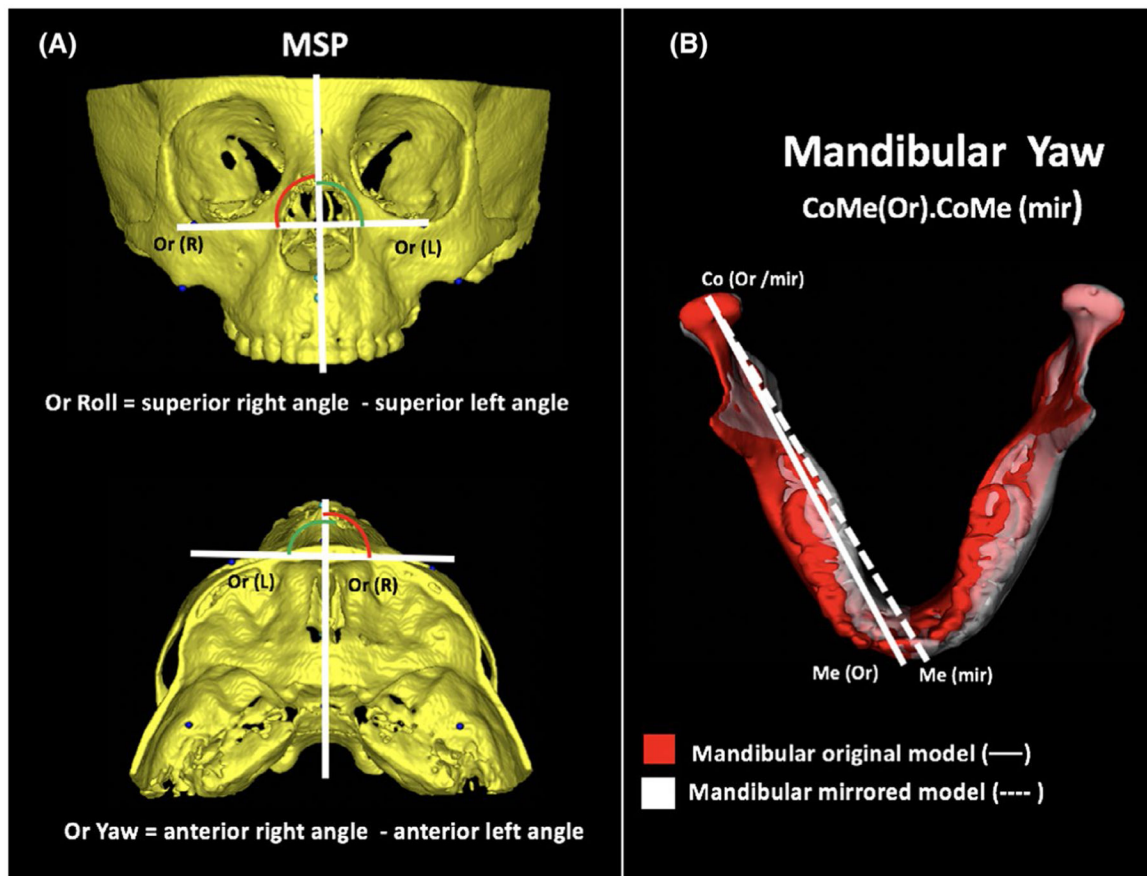 (A)
MSP
Or (R)
Or (L)
Or Roll = superior right angle - superior left angle
Or (L)
Or (R)
Or Yaw = anterior right angle - anterior left angle
(B)
Mandibular Yaw
CoMe(Or).CoMe (mir)
Co (Or /mir)
Me (Or)
Me (mir)
Mandibular original model (—)
Mandibular mirrored model (---- )